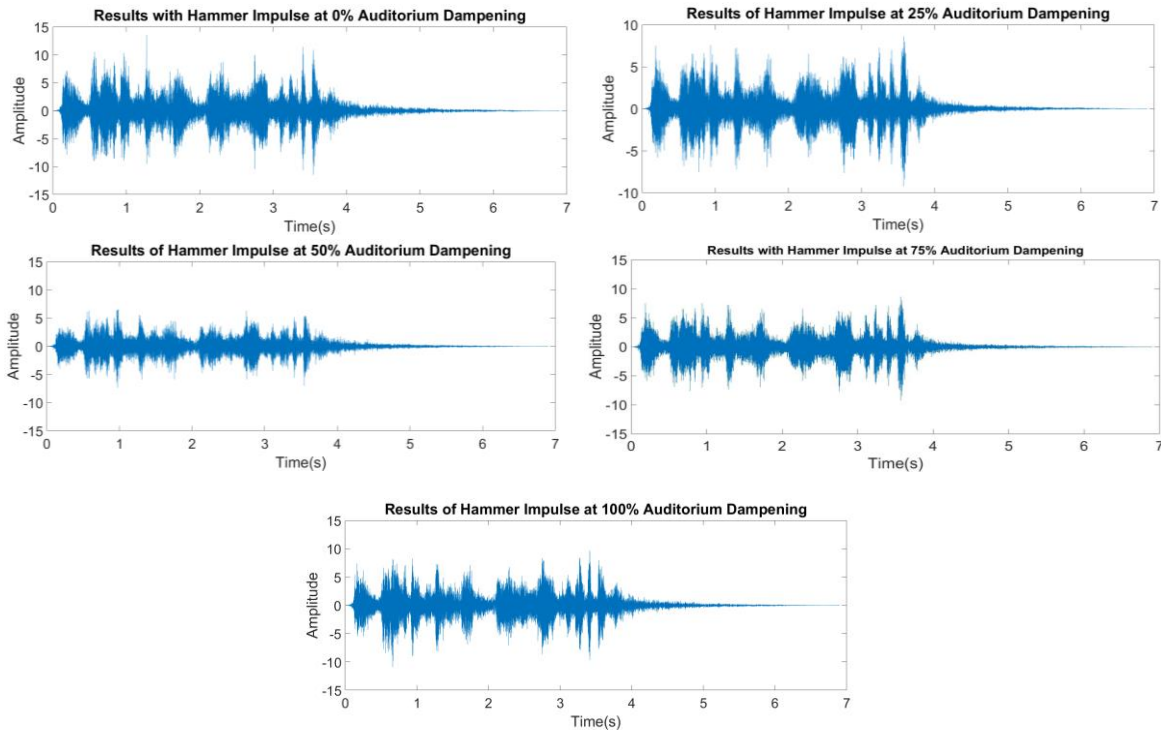 Results with Hammer Impulse at 0% Auditorium Dampening
15
10
5
0
-5
-10
-15
Amplitude
0 1 2 3 4 5 6 7
Time(s)
Results of Hammer Impulse at 25% Auditorium Dampening
10
5
0
-5
-10
Amplitude
0 1 2 3 4 5 6 7
Time(s)
Results of Hammer Impulse at 50% Auditorium Dampening
15
10
5
0
-5
-10
-15
Amplitude
0 1 2 3 4 5 6 7
Time(s)
Results with Hammer Impulse at 75% Auditorium Dampening
15
10
5
0
-5
-10
-15
Amplitude
0 1 2 3 4 5 6 7
Time(s)
Results of Hammer Impulse at 100% Auditorium Dampening
15
10
5
0
-5
-10
-15
Amplitude
0 1 2 3 4 5 6 7
Time(s)